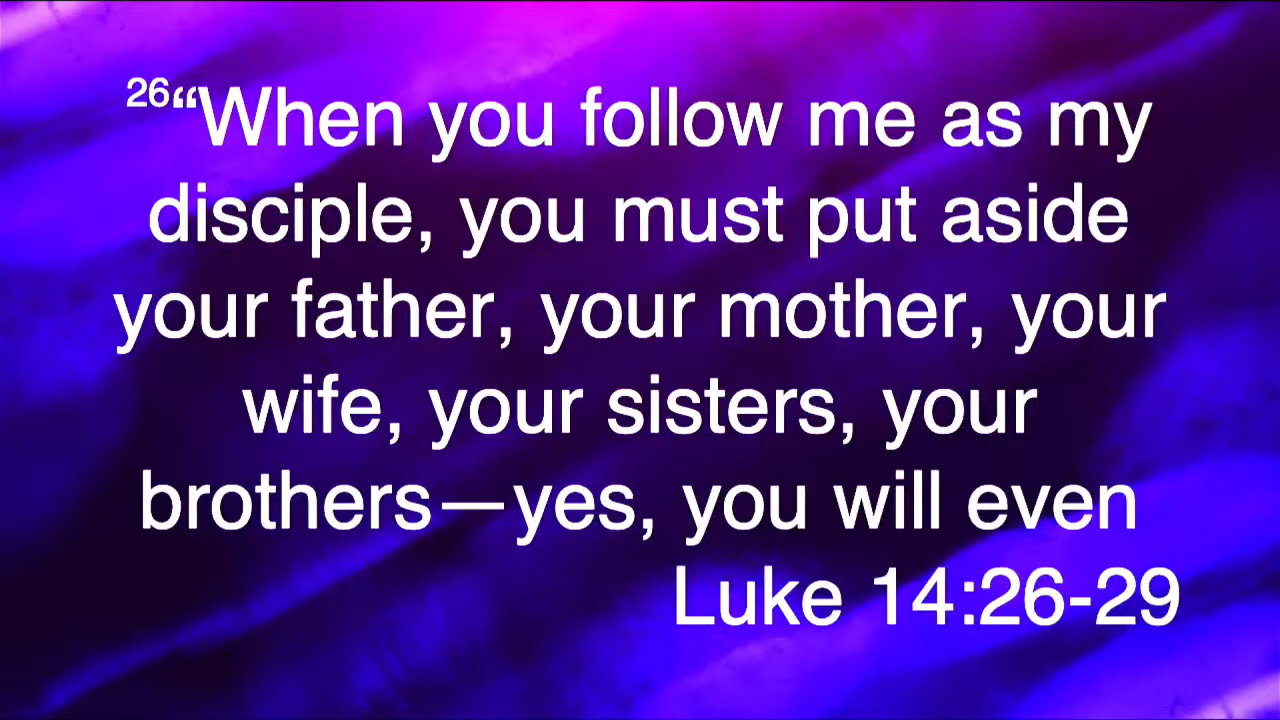 26“When you follow me as my
disciple, you must put aside
your father, your mother, your
wife, your sisters, your
brothers—yes, you will even
Luke 14:26-29